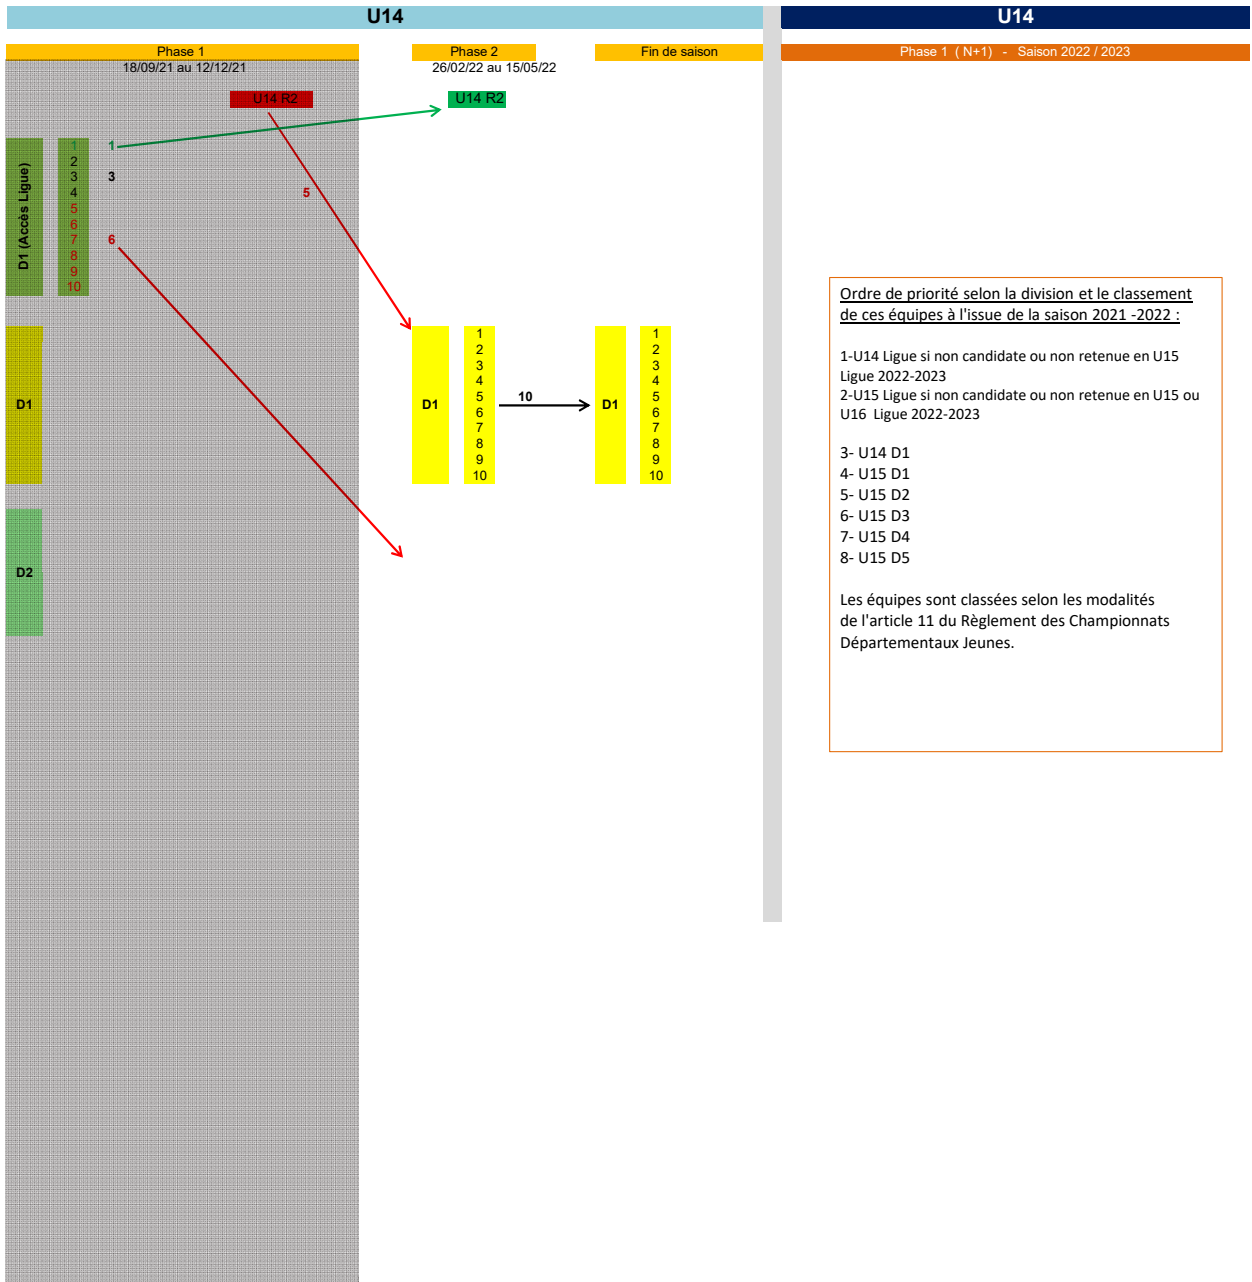 U14
U14
Phase 1
Phase 2
Fin de saison
Phase 1 ( N+1) - Saison 2022 / 2023
18/09/21 au 12/12/21
26/02/22 au 15/05/22
U14 R2
U14 R2
D1 (Accès Ligue)
1
2
3
4
5
6
7
8
9
10
1
3
6
5
D1
D1
1
2
3
4
5
6
7
8
9
10
10
D1
1
2
3
4
5
6
7
8
9
10
D2
Ordre de priorité selon la division et le classement
de ces équipes à l'issue de la saison 2021 -2022 :
1-U14 Ligue si non candidate ou non retenue en U15
Ligue 2022-2023
2-U15 Ligue si non candidate ou non retenue en U15 ou
U16 Ligue 2022-2023
3- U14 D1
4- U15 D1
5- U15 D2
6- U15 D3
7- U15 D4
8- U15 D5
Les équipes sont classées selon les modalités
de l'article 11 du Règlement des Championnats
Départementaux Jeunes.